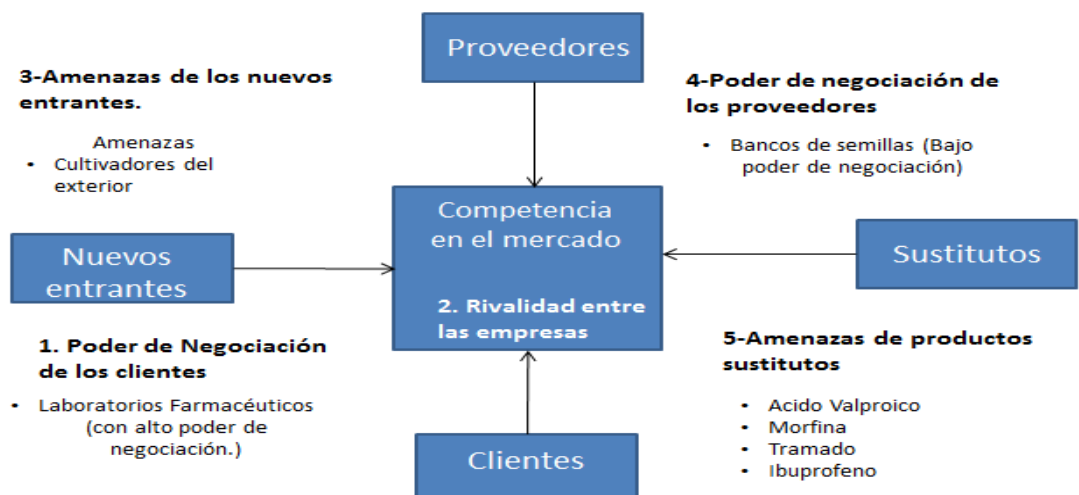 Proveedores
3-Amenazas de los nuevos
entrantes.
Amenazas
• Cultivadores del
exterior
4-Poder de negociación de
los proveedores
• Bancos de semillas (Bajo
poder de negociación)
Nuevos
entrantes
Competencia
en el mercado
2. Rivalidad entre
las empresas
Sustitutos
1. Poder de Negociación
de los clientes
• Laboratorios Farmacéuticos
(con alto poder de
negociación.)
5-Amenazas de productos
sustitutos
• Acido Valproico
• Morfina
• Tramado
• Ibuprofeno
Clientes